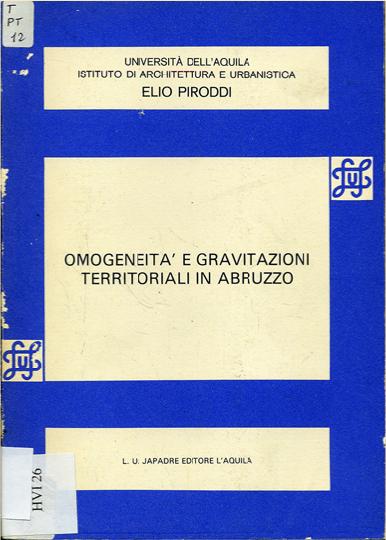 T
PT
12
UNIVERSITÀ DELL'AQUILA
ISTITUTO DI ARCHITETTURA E URBANISTICA
ELIO PIRODDI
OMOGENEITA' E GRAVITAZIONI
TERRITORIALI IN ABRUZZO
L. U. JAPADRE EDITORE L'AQUILA
HVI 26